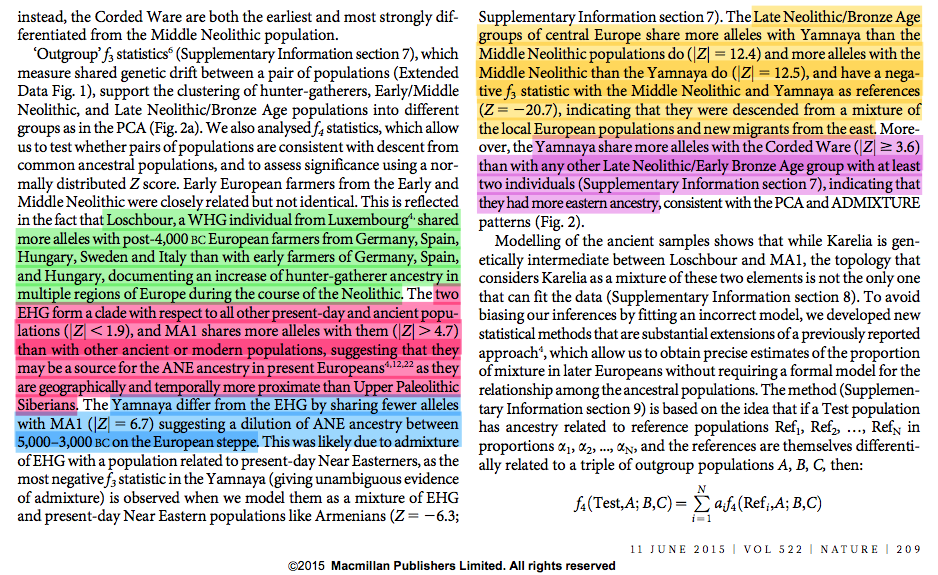 instead, the Corded Ware are both the earliest and most strongly dif-
ferentiated from the Middle Neolithic population.
‘Outgroup’ f3 statistics6 (Supplementary Information section 7), which
measure shared genetic drift between a pair of populations (Extended
Data Fig. 1), support the clustering of hunter-gatherers, Early/Middle
Neolithic, and Late Neolithic/Bronze Age populations into different
groups as in the PCA (Fig. 2a). We also analysed f4 statistics, which allow
us to test whether pairs of populations are consistent with descent from
common ancestral populations, and to assess significance using a nor-
mally distributed Z score. Early European farmers from the Early and
Middle Neolithic were closely related but not identical. This is reflected
in the fact that Loschbour, a WHG individual from Luxembourg4, shared
more alleles with post-4,000 BC European farmers from Germany, Spain,
Hungary, Sweden and Italy than with early farmers of Germany, Spain,
and Hungary, documenting an increase of hunter-gatherer ancestry in
multiple regions of Europe during the course of the Neolithic. The two
EHG form a clade with respect to all other present-day and ancient popu-
lations (|Z| < 1.9), and MA1 shares more alleles with them (|Z| > 4.7)
than with other ancient or modern populations, suggesting that they
may be a source for the ANE ancestry in present Europeans4,12,22 as they
are geographically and temporally more proximate than Upper Paleolithic
Siberians. The Yamnaya differ from the EHG by sharing fewer alleles
with MA1 (|Z| = 6.7) suggesting a dilution of ANE ancestry between
5,000–3,000 BC on the European steppe. This was likely due to admixture
of EHG with a population related to present-day Near Easterners, as the
most negative f3 statistic in the Yamnaya (giving unambiguous evidence
of admixture) is observed when we model them as a mixture of EHG
and present-day Near Eastern populations like Armenians (Z = −6.3;
Supplementary Information section 7). The Late Neolithic/Bronze Age
groups of central Europe share more alleles with Yamnaya than the
Middle Neolithic populations do (|Z| = 12.4) and more alleles with the
Middle Neolithic than the Yamnaya do (|Z| = 12.5), and have a nega-
tive f3 statistic with the Middle Neolithic and Yamnaya as references
(Z = −20.7), indicating that they were descended from a mixture of
the local European populations and new migrants from the east. More-
over, the Yamnaya share more alleles with the Corded Ware (|Z| ≥ 3.6)
than with any other Late Neolithic/Early Bronze Age group with at least
two individuals (Supplementary Information section 7), indicating that
they had more eastern ancestry, consistent with the PCA and ADMIXTURE
patterns (Fig. 2).
Modelling of the ancient samples shows that while Karelia is gen-
etically intermediate between Loschbour and MA1, the topology that
considers Karelia as a mixture of these two elements is not the only one
that can fit the data (Supplementary Information section 8). To avoid
biasing our inferences by fitting an incorrect model, we developed new
statistical methods that are substantial extensions of a previously reported
approach4, which allow us to obtain precise estimates of the proportion
of mixture in later Europeans without requiring a formal model for the
relationship among the ancestral populations. The method (Supplemen-
tary Information section 9) is based on the idea that if a Test population
has ancestry related to reference populations Ref1, Ref2, …, RefN in
proportions α1, α2, ..., αN, and the references are themselves differenti-
ally related to a triple of outgroup populations A, B, C, then:
f4(Test,A; B,C) = ∑ i=1 N aif4(Refi,A; B,C)
11 JUNE 2015 | VOL 522 | NATURE | 209
©2015 Macmillan Publishers Limited. All rights reserved